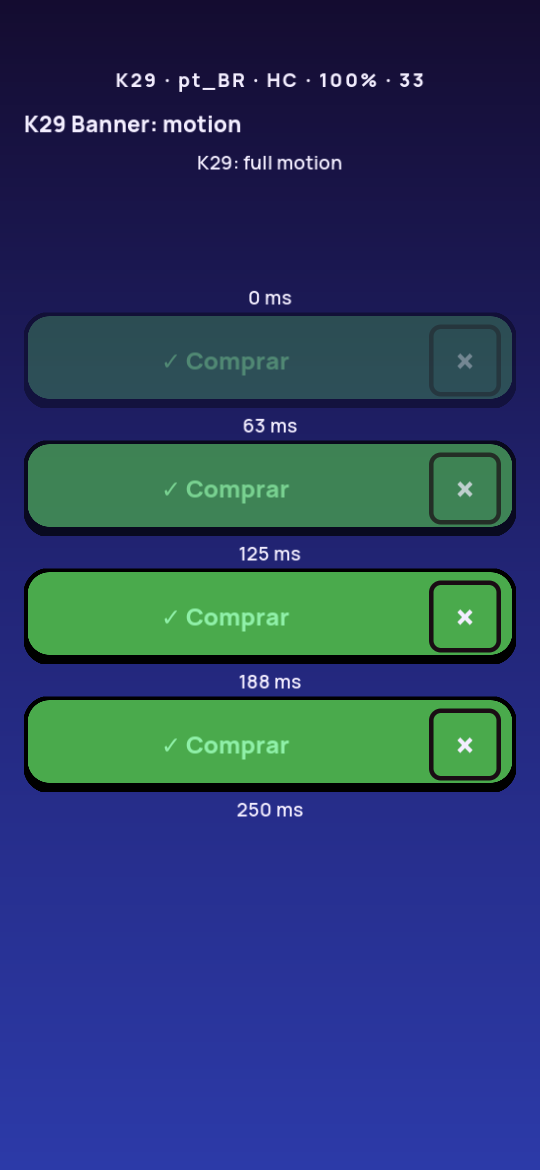 K29 · pt_BR · HC · 100% · 33
K29 Banner: motion
K29: full motion
0 ms
✓ Comprar ×
63 ms
✓ Comprar ×
125 ms
✓ Comprar ×
188 ms
✓ Comprar ×
250 ms